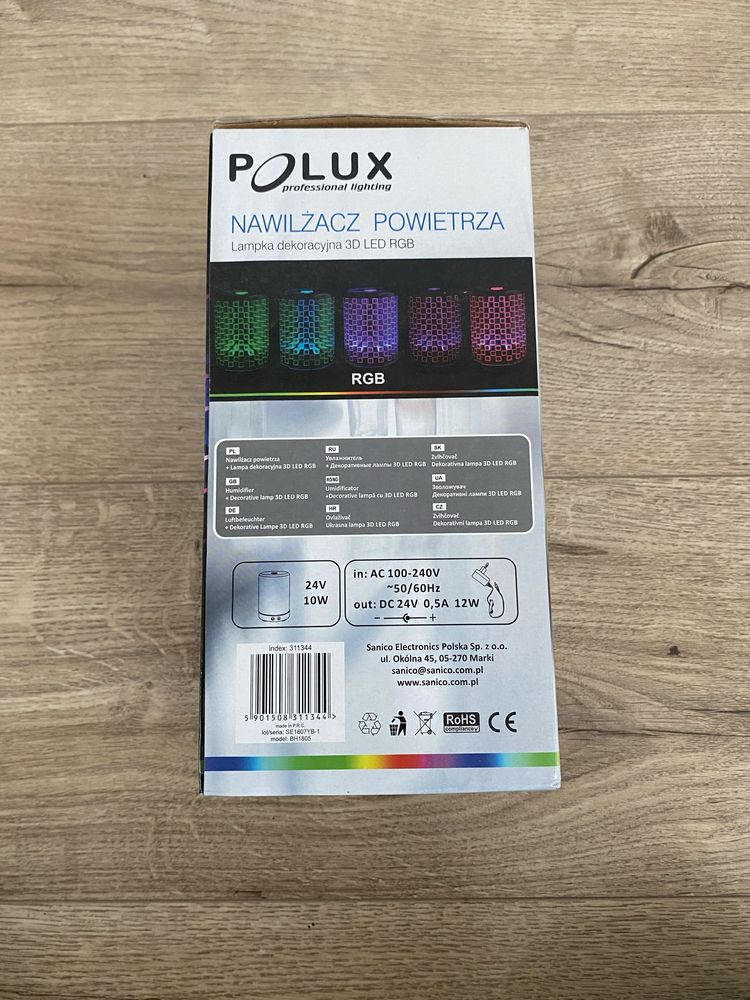 POLUX
professional lighting
NAWILŻACZ POWIETRZA
Lampka dekoracyjna 3D LED RGB
RGB
PL
Nawilżacz powietrza
+ Lampa dekoracyjna 3D LED RGB
GB
Humidifier
+Decorative lamp 3D LED RGB
DE
Luftbefeuchter
+ Dekorative Lampe 3D LED RGB
RU
Увлажнитель
+ Декоративные лампы 3D LED RGB
ROMO
Umidificator
+Decorative lampă cu 3D LED RGB
HR
Ovlaživač
Ukrasna lampa 3D LED RGB
SK
Zvlhčovač
Dekorativna lampa 3D LED RGB
UA
Зволожувач
Декоративні лампи 3D LED RGB
CZ
Zvlhčovač
Dekorativní lampa 3D LED RGB
24V
10W
in: AC 100-240V
~50/60Hz
out: DC 24V 0,5A 12W
− +
index: 311344
5 901508 311344 >
made in P.R.C.
lot/seria: SE1807YB-1
model: BH1805
Sanico Electronics Polska Sp. z o.o.
ul. Okólna 45, 05-270 Marki
sanico@sanico.com.pl
www.sanico.com.pl
RoHS
compliance
CE